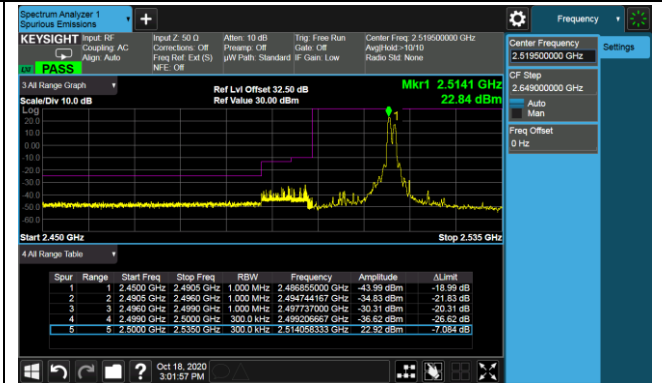 Spectrum Analyzer 1
Spurious Emissions
Frequency
KEYSIGHT Input: RF Input Z: 50 Ω Atten: 10 dB Trig: Free Run Center Freq: 2.519500000 GHz
Coupling: AC Corrections: Off Preamp: Off Gate: Off Avg|Hold:>10/10
Align: Auto Freq Ref: Ext (S) µW Path: Standard IF Gain: Low Radio Std: None
NFE: Off
PASS
Center Frequency
2.519500000 GHz
Settings
CF Step
2.649000000 GHz
Auto
Man
Freq Offset
0 Hz
3 All Range Graph
Ref Lvl Offset 32.50 dB
Mkr1 2.5141 GHz
Scale/Div 10.0 dB
Ref Value 30.00 dBm
22.84 dBm
Log
20.0
10.0
0.00
-10.0
-20.0
-30.0
-40.0
-50.0
-60.0
1
Start 2.450 GHz
Stop 2.535 GHz
4 All Range Table
Spur Range Start Freq Stop Freq RBW Frequency Amplitude ΔLimit
1 1 2.4500 GHz 2.4905 GHz 1.000 MHz 2.486855000 GHz -43.99 dBm -18.99 dB
2 2 2.4905 GHz 2.4960 GHz 1.000 MHz 2.494744167 GHz -34.83 dBm -21.83 dB
3 3 2.4960 GHz 2.4990 GHz 1.000 MHz 2.497737000 GHz -30.31 dBm -20.31 dB
4 4 2.4990 GHz 2.5000 GHz 300.0 kHz 2.499206667 GHz -36.62 dBm -26.62 dB
5 5 2.5000 GHz 2.5350 GHz 300.0 kHz 2.514058333 GHz 22.92 dBm -7.084 dB
Oct 18, 2020
3:01:57 PM